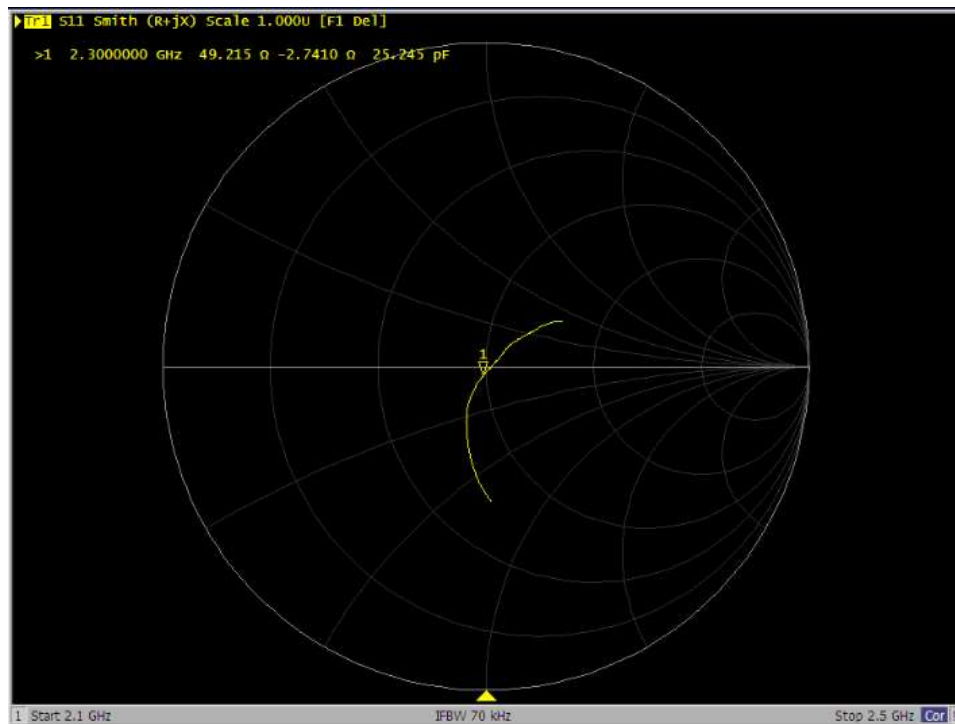 Tr1 S11 Smith (R+jX) Scale 1.000U [F1 Del]
>1 2.3000000 GHz 49.215 Ω -2.7410 Ω 25.245 pF
1
1 Start 2.1 GHz IFBW 70 kHz Stop 2.5 GHz Cor